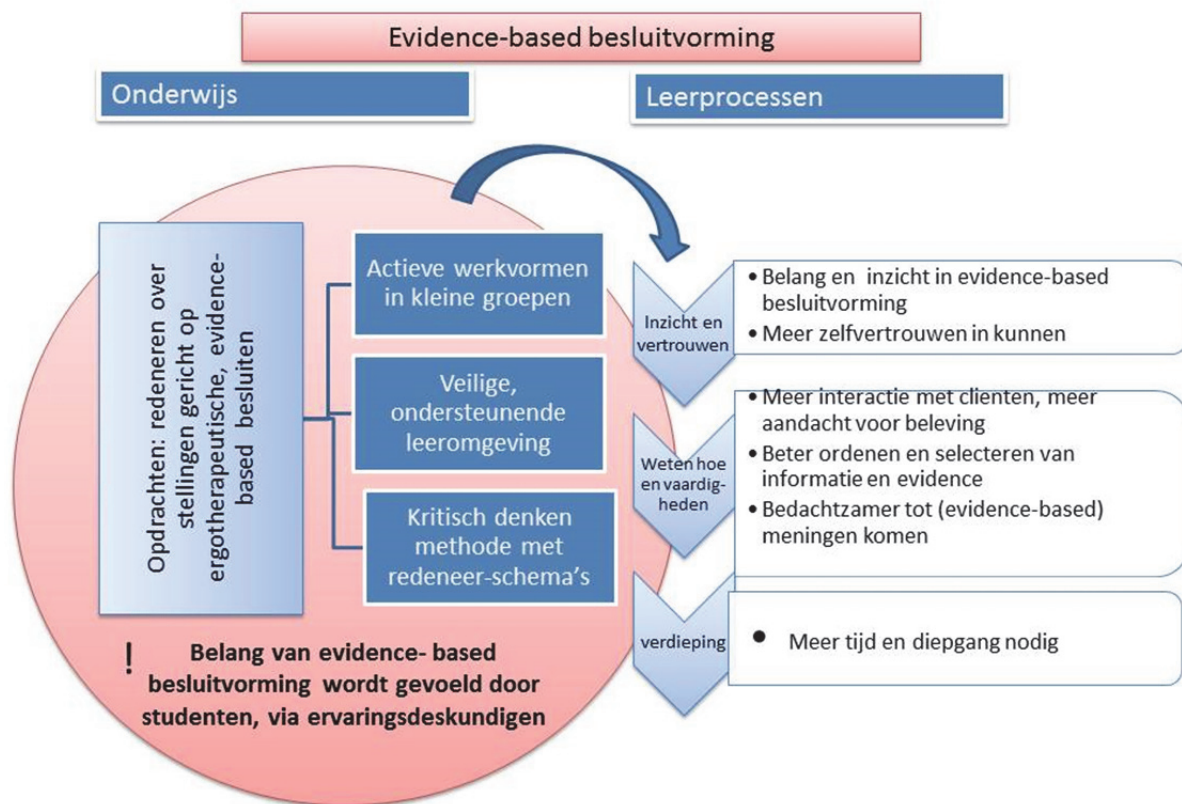 Evidence-based besluitvorming
Onderwijs
Leerprocessen
Opdrachten: redeneren over
stellingen gericht op
ergotherapeutische, evidence-
based besluiten
Actieve werkvormen
in kleine groepen
Veilige,
ondersteunende
leeromgeving
Kritisch denken
methode met
redeneer-schema's
! Belang van evidence- based
besluitvorming wordt gevoeld door
studenten, via ervaringsdeskundigen
Inzicht en
vertrouwen
• Belang en inzicht in evidence-based
besluitvorming
• Meer zelfvertrouwen in kunnen
Weten hoe
en vaardig-
heden
• Meer interactie met clienten, meer
aandacht voor beleving
• Beter ordenen en selecteren van
informatie en evidence
• Bedachtzamer tot (evidence-based)
meningen komen
verdieping
• Meer tijd en diepgang nodig